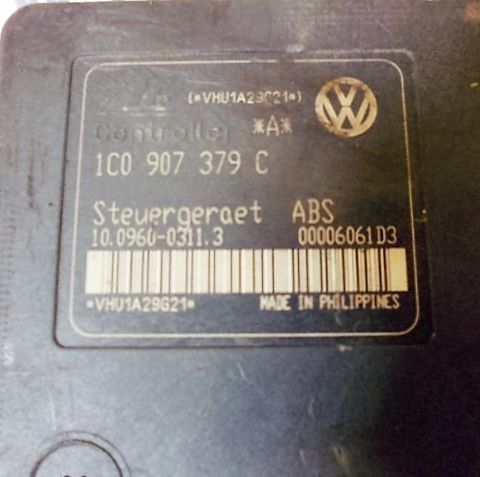 (*VHU1A29G21*)
Controller *A*
1C0 907 379 C
Steuergeraet ABS
10.0960-0311.3 00006061D3
*VHU1A29G21* MADE IN PHILIPPINES